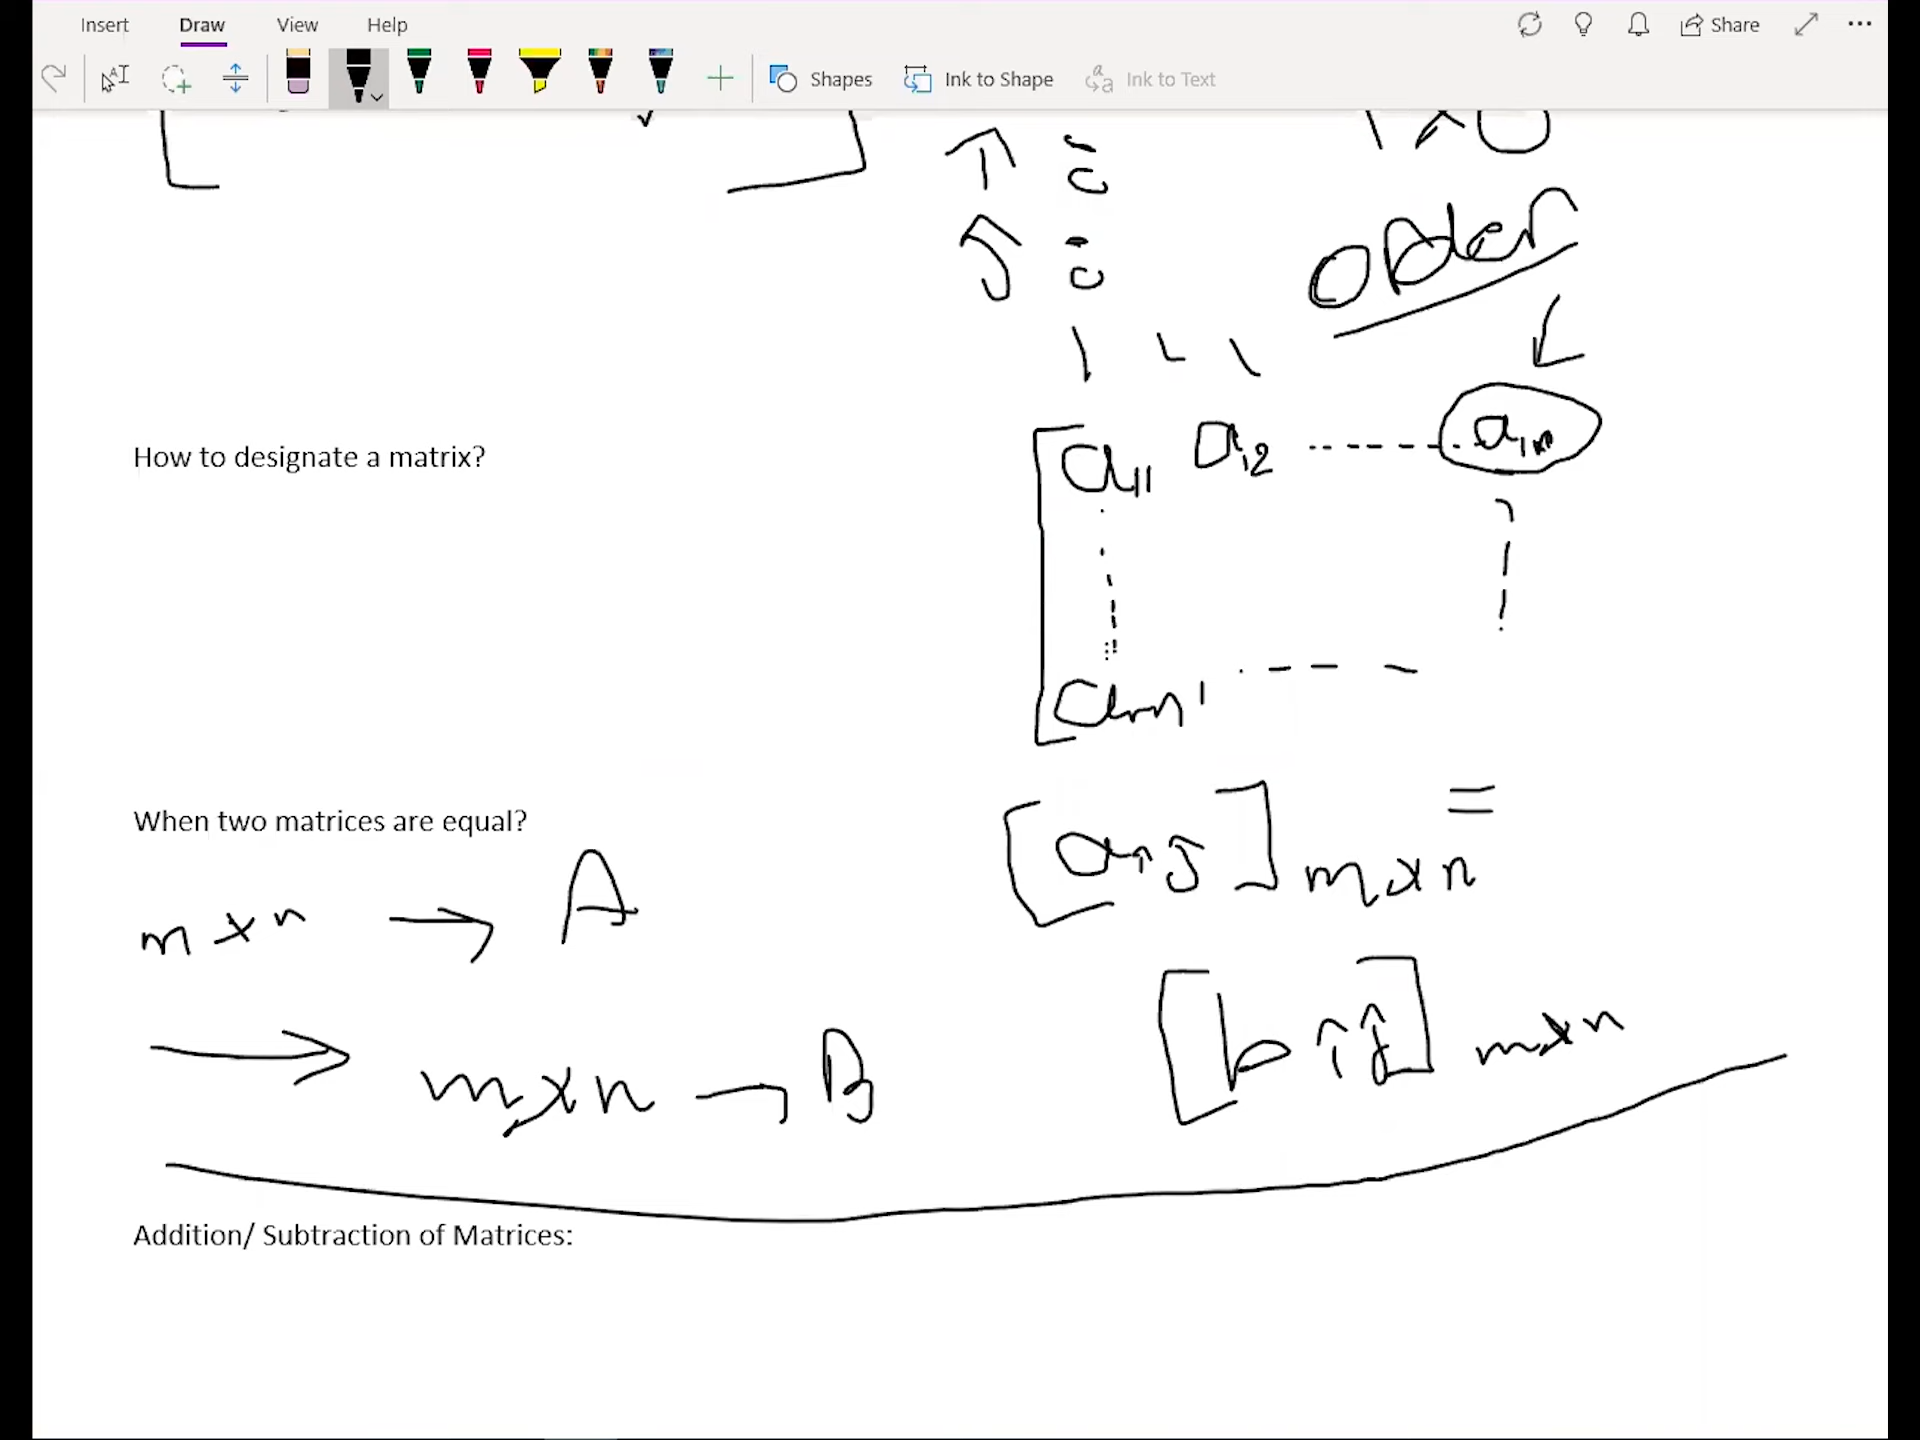 Insert Draw View Help Share
Shapes Ink to Shape Ink to Text
i :
j :
order
How to designate a matrix?
a11 a12 ------ a1n
am1 - - -
When two matrices are equal?
[aij] m×n =
m×n → A
[bij] m×n
→ m×n → B
Addition/ Subtraction of Matrices: